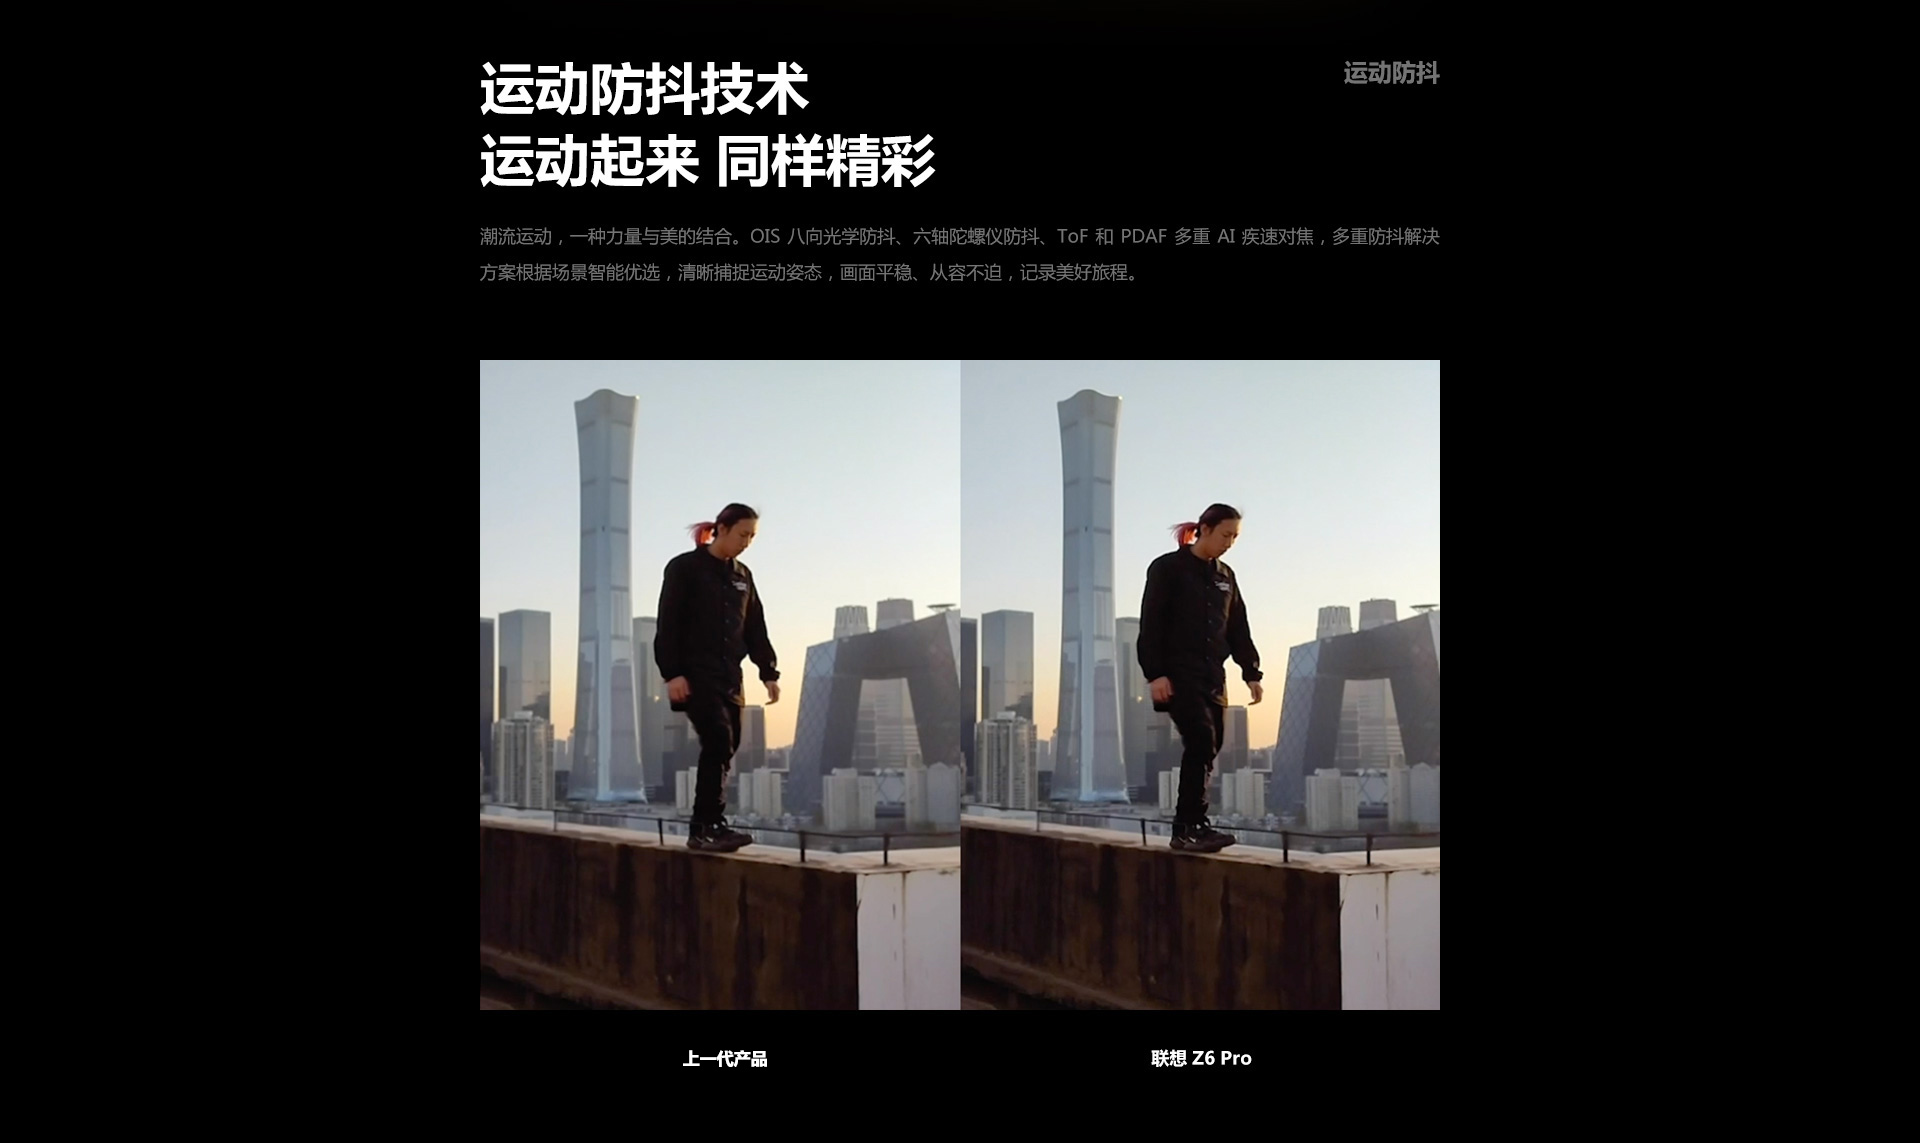 运动防抖技术
运动防抖
运动起来 同样精彩
潮流运动，一种力量与美的结合。OIS 八向光学防抖、六轴陀螺仪防抖、ToF 和 PDAF 多重 AI 疾速对焦，多重防抖解决
方案根据场景智能优选，清晰捕捉运动姿态，画面平稳、从容不迫，记录美好旅程。
上一代产品
联想 Z6 Pro